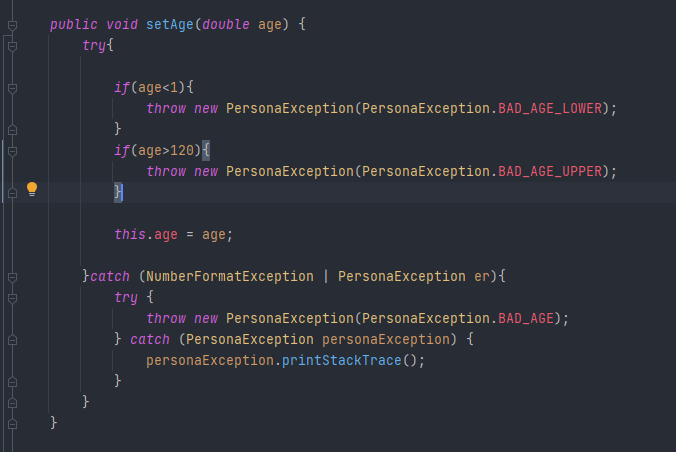 public void setAge(double age) {
try{
if(age<1){
throw new PersonaException(PersonaException.BAD_AGE_LOWER);
}
if(age>120){
throw new PersonaException(PersonaException.BAD_AGE_UPPER);
}
this.age = age;
}catch (NumberFormatException | PersonaException er){
try {
throw new PersonaException(PersonaException.BAD_AGE);
} catch (PersonaException personaException) {
personaException.printStackTrace();
}
}
}